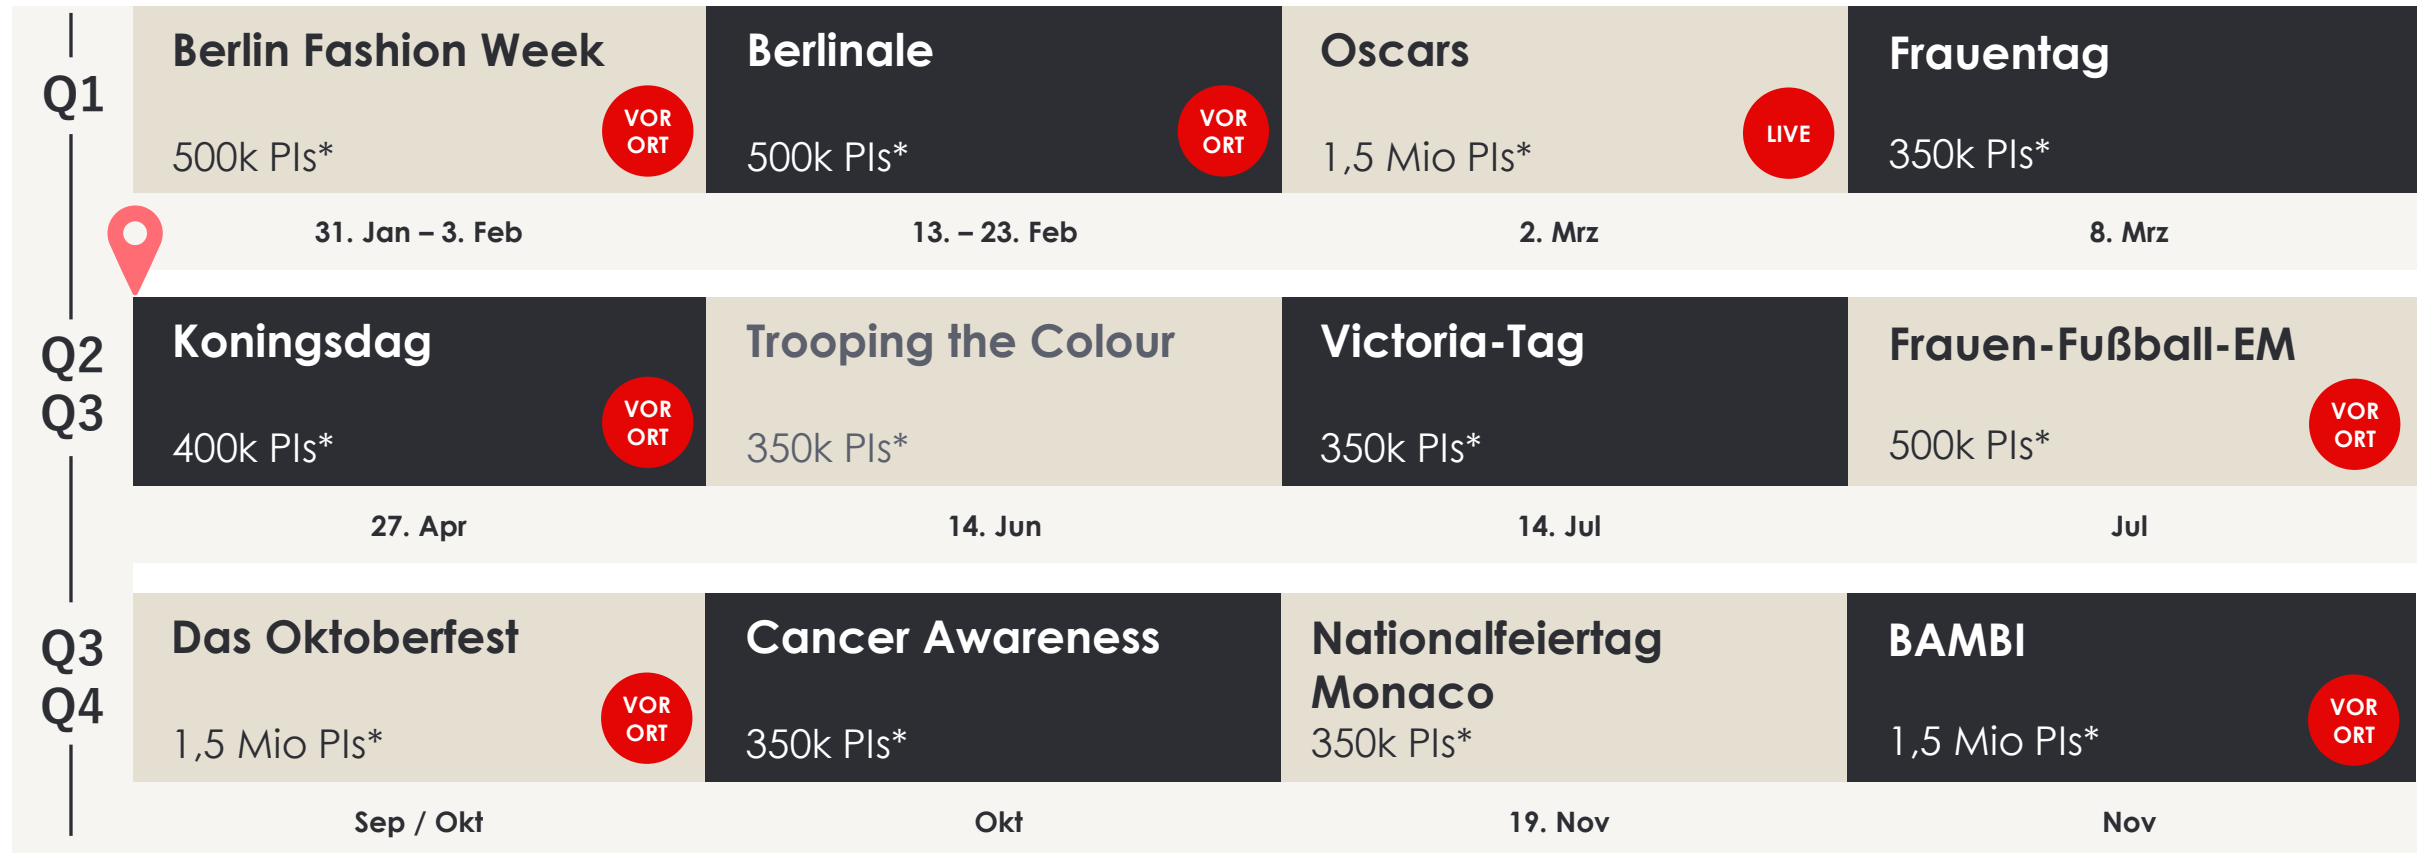 Q1
Berlin Fashion Week
500k PIs*
VOR
ORT
31. Jan – 3. Feb
Berlinale
500k PIs*
VOR
ORT
13. – 23. Feb
Oscars
1,5 Mio PIs*
LIVE
2. Mrz
Frauentag
350k PIs*
8. Mrz
Q2
Q3
Koningsdag
400k PIs*
VOR
ORT
27. Apr
Trooping the Colour
350k PIs*
14. Jun
Victoria-Tag
350k PIs*
14. Jul
Frauen-Fußball-EM
500k PIs*
VOR
ORT
Jul
Q3
Q4
Das Oktoberfest
1,5 Mio PIs*
VOR
ORT
Sep / Okt
Cancer Awareness
350k PIs*
Okt
Nationalfeiertag
Monaco
350k PIs*
19. Nov
BAMBI
1,5 Mio PIs*
VOR
ORT
Nov